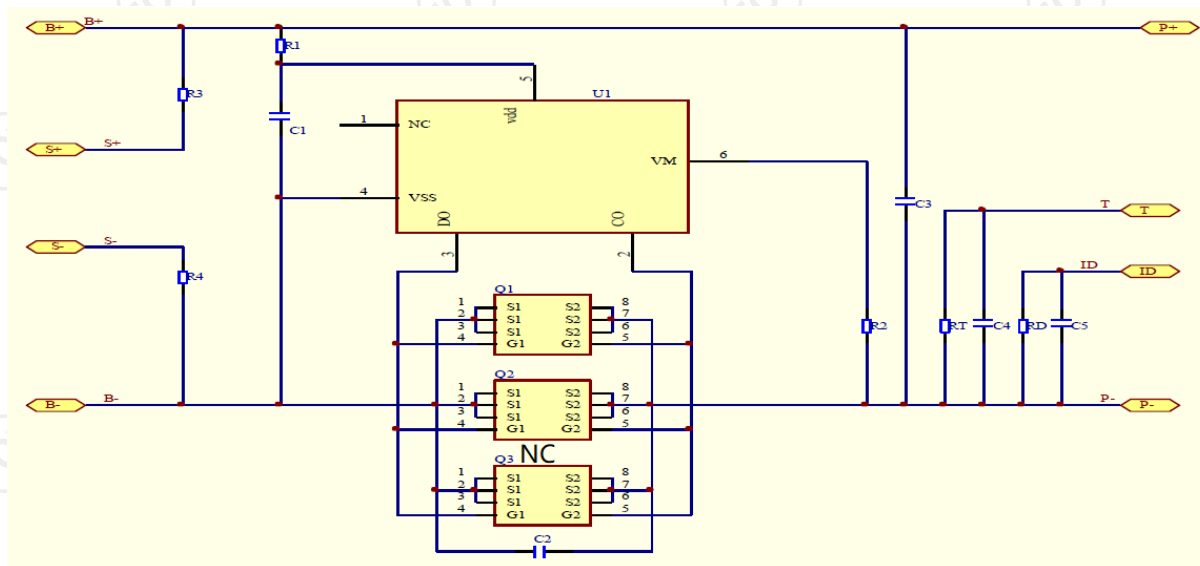 B+ B+ P+
R1
U1
R3
5
vdd
C1
1 NC
S+ S+
VM 6
4 VSS
DO CO
C3
T T
S- S-
3 2
ID ID
R4
Q1
1 S1 S2 8
2 S1 S2 7
3 S1 S2 6
4 G1 G2 5
R2 RT C4 RD C5
Q2
1 S1 S2 8
2 S1 S2 7
3 S1 S2 6
4 G1 G2 5
B- B- P- P-
Q3 NC
1 S1 S2 8
2 S1 S2 7
3 S1 S2 6
4 G1 G2 5
C2